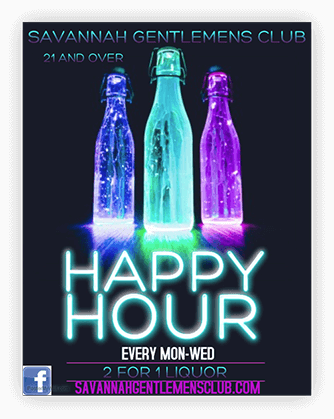 SAVANNAH GENTLEMENS CLUB
21 AND OVER
HAPPY
HOUR
EVERY MON-WED
2 FOR 1 LIQUOR
f
SAVANNAHGENTLEMENSCLUB.COM